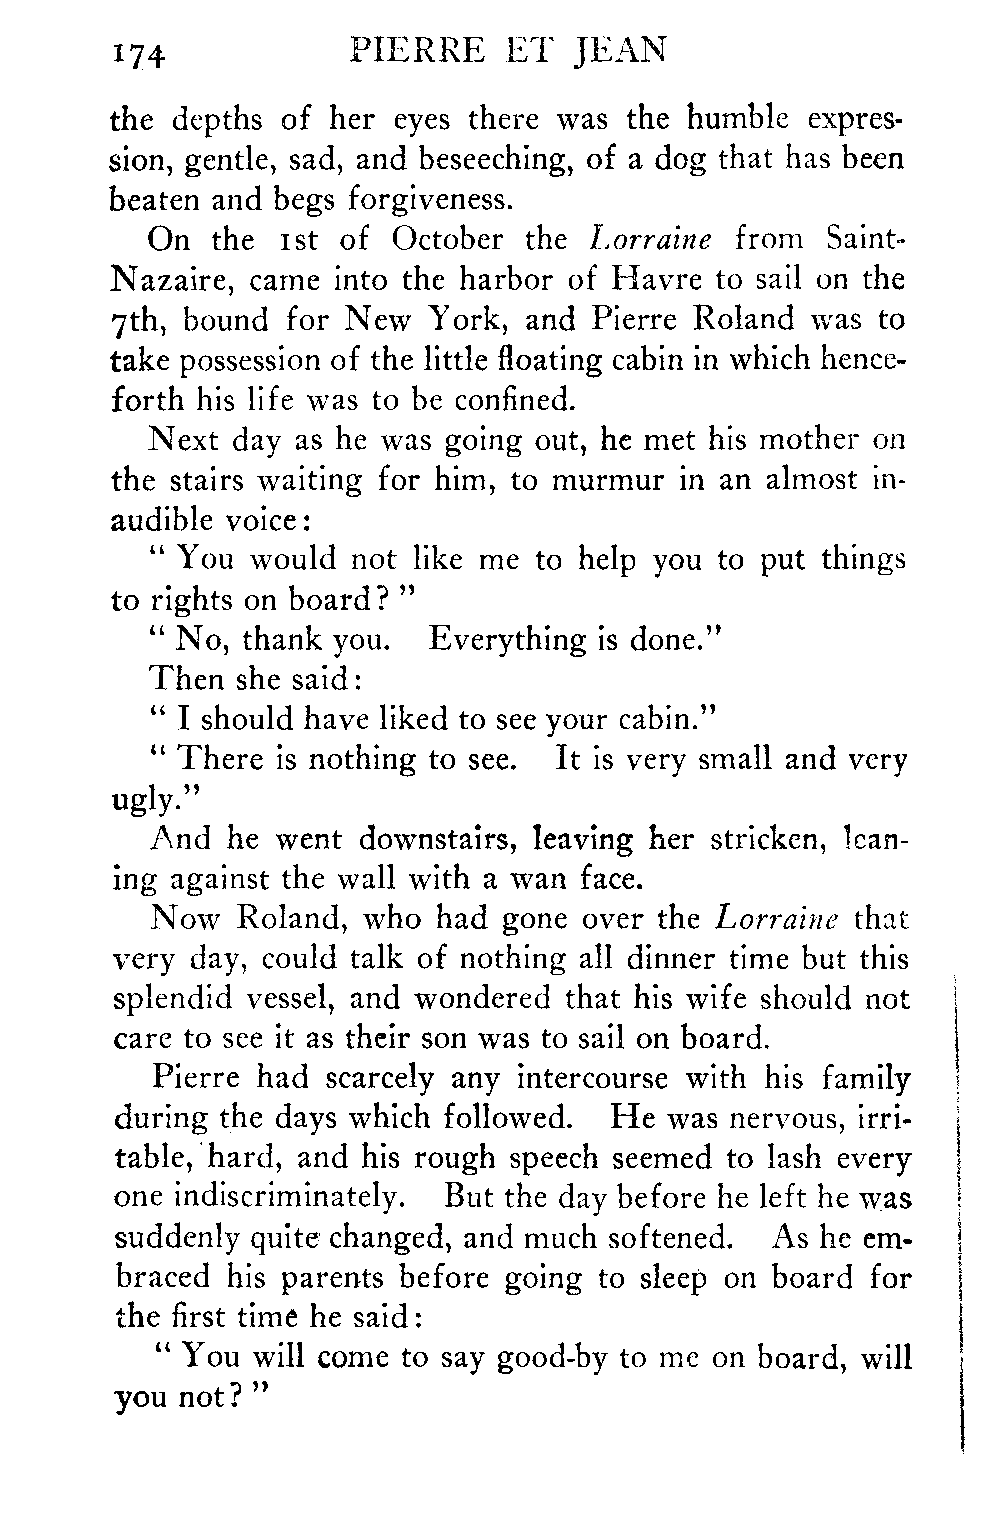 174 PIERRE ET JEAN
the depths of her eyes there was the humble expres-
sion, gentle, sad, and beseeching, of a dog that has been
beaten and begs forgiveness.
On the 1st of October the Lorraine from Saint-
Nazaire, came into the harbor of Havre to sail on the
7th, bound for New York, and Pierre Roland was to
take possession of the little floating cabin in which hence-
forth his life was to be confined.
Next day as he was going out, he met his mother on
the stairs waiting for him, to murmur in an almost in-
audible voice:
“ You would not like me to help you to put things
to rights on board? ”
“ No, thank you. Everything is done.”
Then she said:
“ I should have liked to see your cabin.”
“ There is nothing to see. It is very small and very
ugly.”
And he went downstairs, leaving her stricken, lean-
ing against the wall with a wan face.
Now Roland, who had gone over the Lorraine that
very day, could talk of nothing all dinner time but this
splendid vessel, and wondered that his wife should not
care to see it as their son was to sail on board.
Pierre had scarcely any intercourse with his family
during the days which followed. He was nervous, irri-
table, hard, and his rough speech seemed to lash every
one indiscriminately. But the day before he left he was
suddenly quite changed, and much softened. As he em-
braced his parents before going to sleep on board for
the first time he said:
“ You will come to say good-by to me on board, will
you not? ”